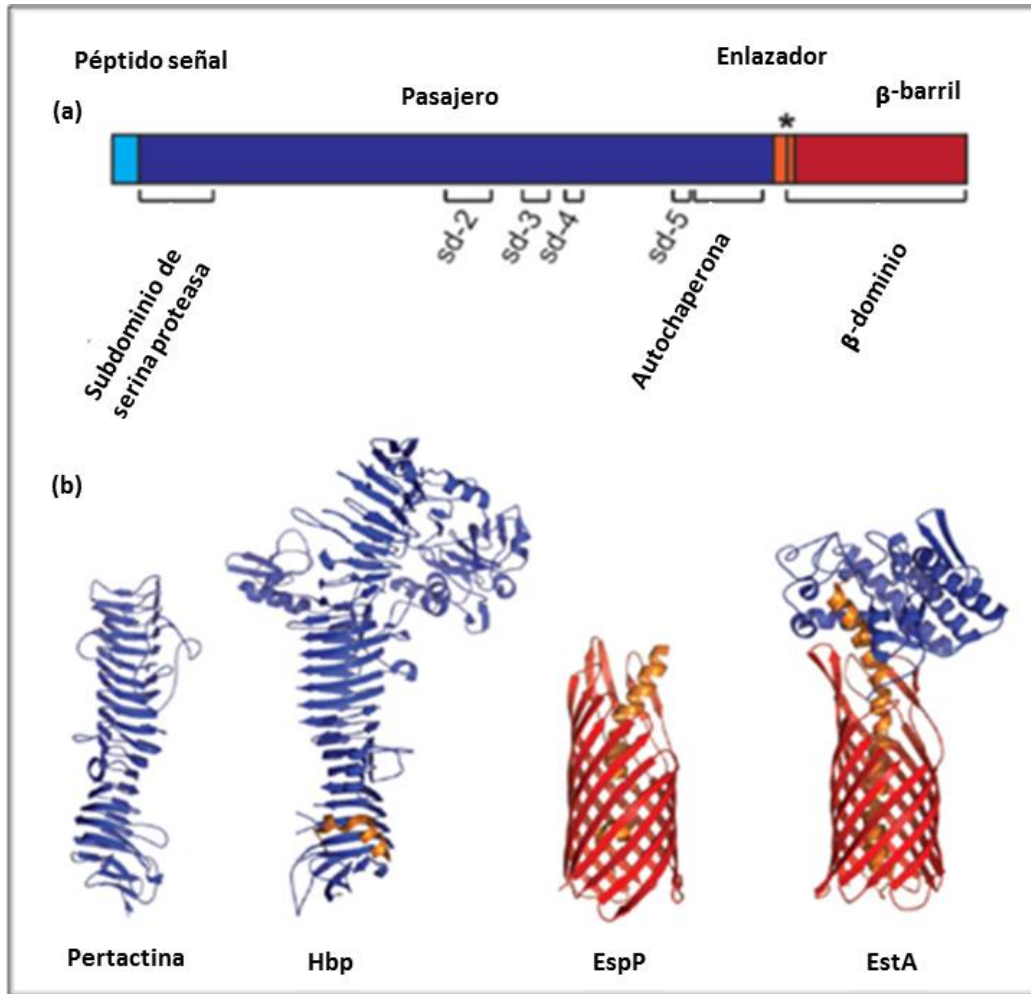 Péptido señal
Enlazador
(a)
Pasajero
β-barril
*
sd-2
sd-3
sd-4
sd-5
Subdominio de
serina proteasa
Autochaperona
β-dominio
(b)
Pertactina
Hbp
EspP
EstA